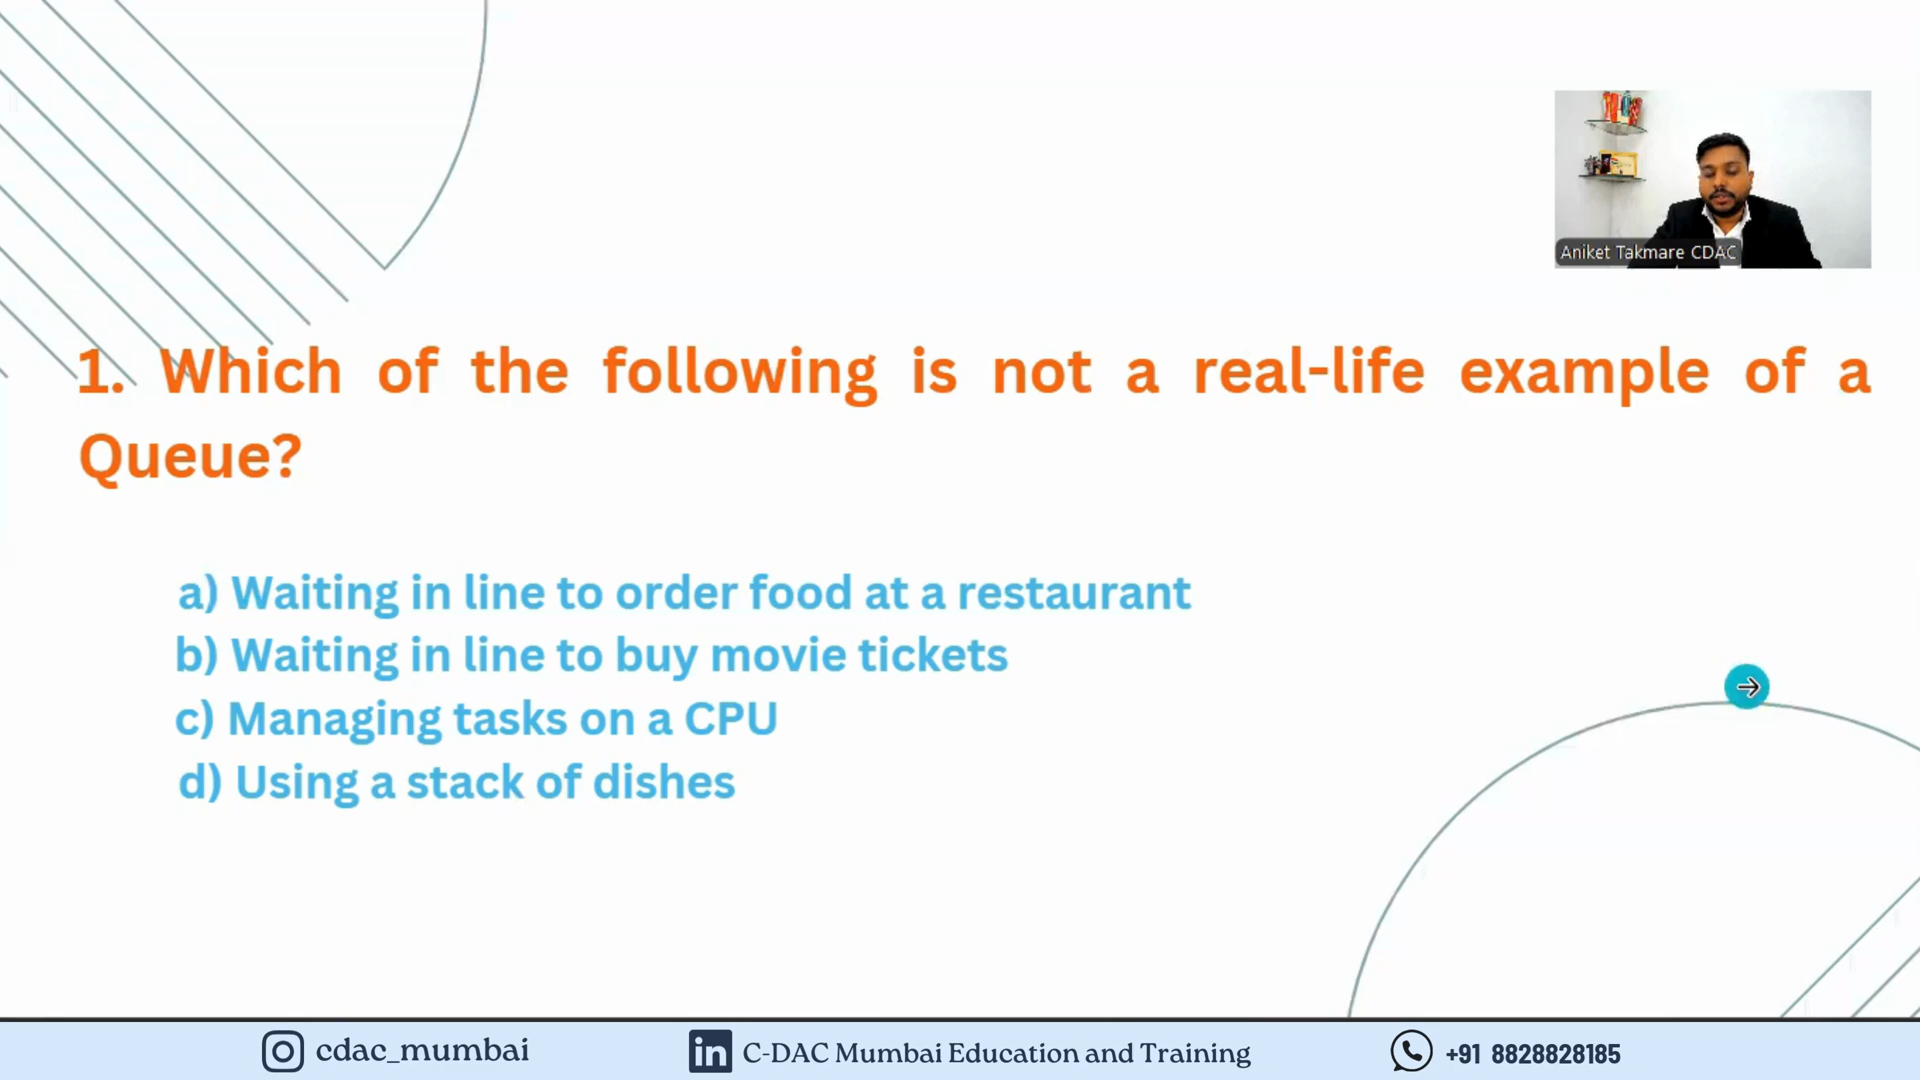 Aniket Takmare CDAC
1. Which of the following is not a real-life example of a
Queue?
a) Waiting in line to order food at a restaurant
b) Waiting in line to buy movie tickets
c) Managing tasks on a CPU
d) Using a stack of dishes
cdac_mumbai
in C-DAC Mumbai Education and Training
+91 8828828185